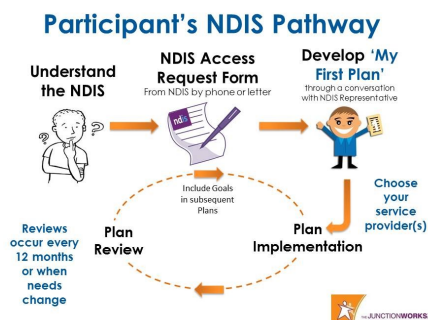 Participant's NDIS Pathway
Understand
the NDIS
NDIS Access
Request Form
From NDIS by phone or letter
Develop 'My
First Plan'
through a conversation
with NDIS Representative
?
?
ndis
Include Goals
in subsequent
Plans
Choose
your
service
provider(s)
Plan
Implementation
Plan
Review
Reviews
occur every
12 months
or when
needs
change
THE JUNCTIONWORKS